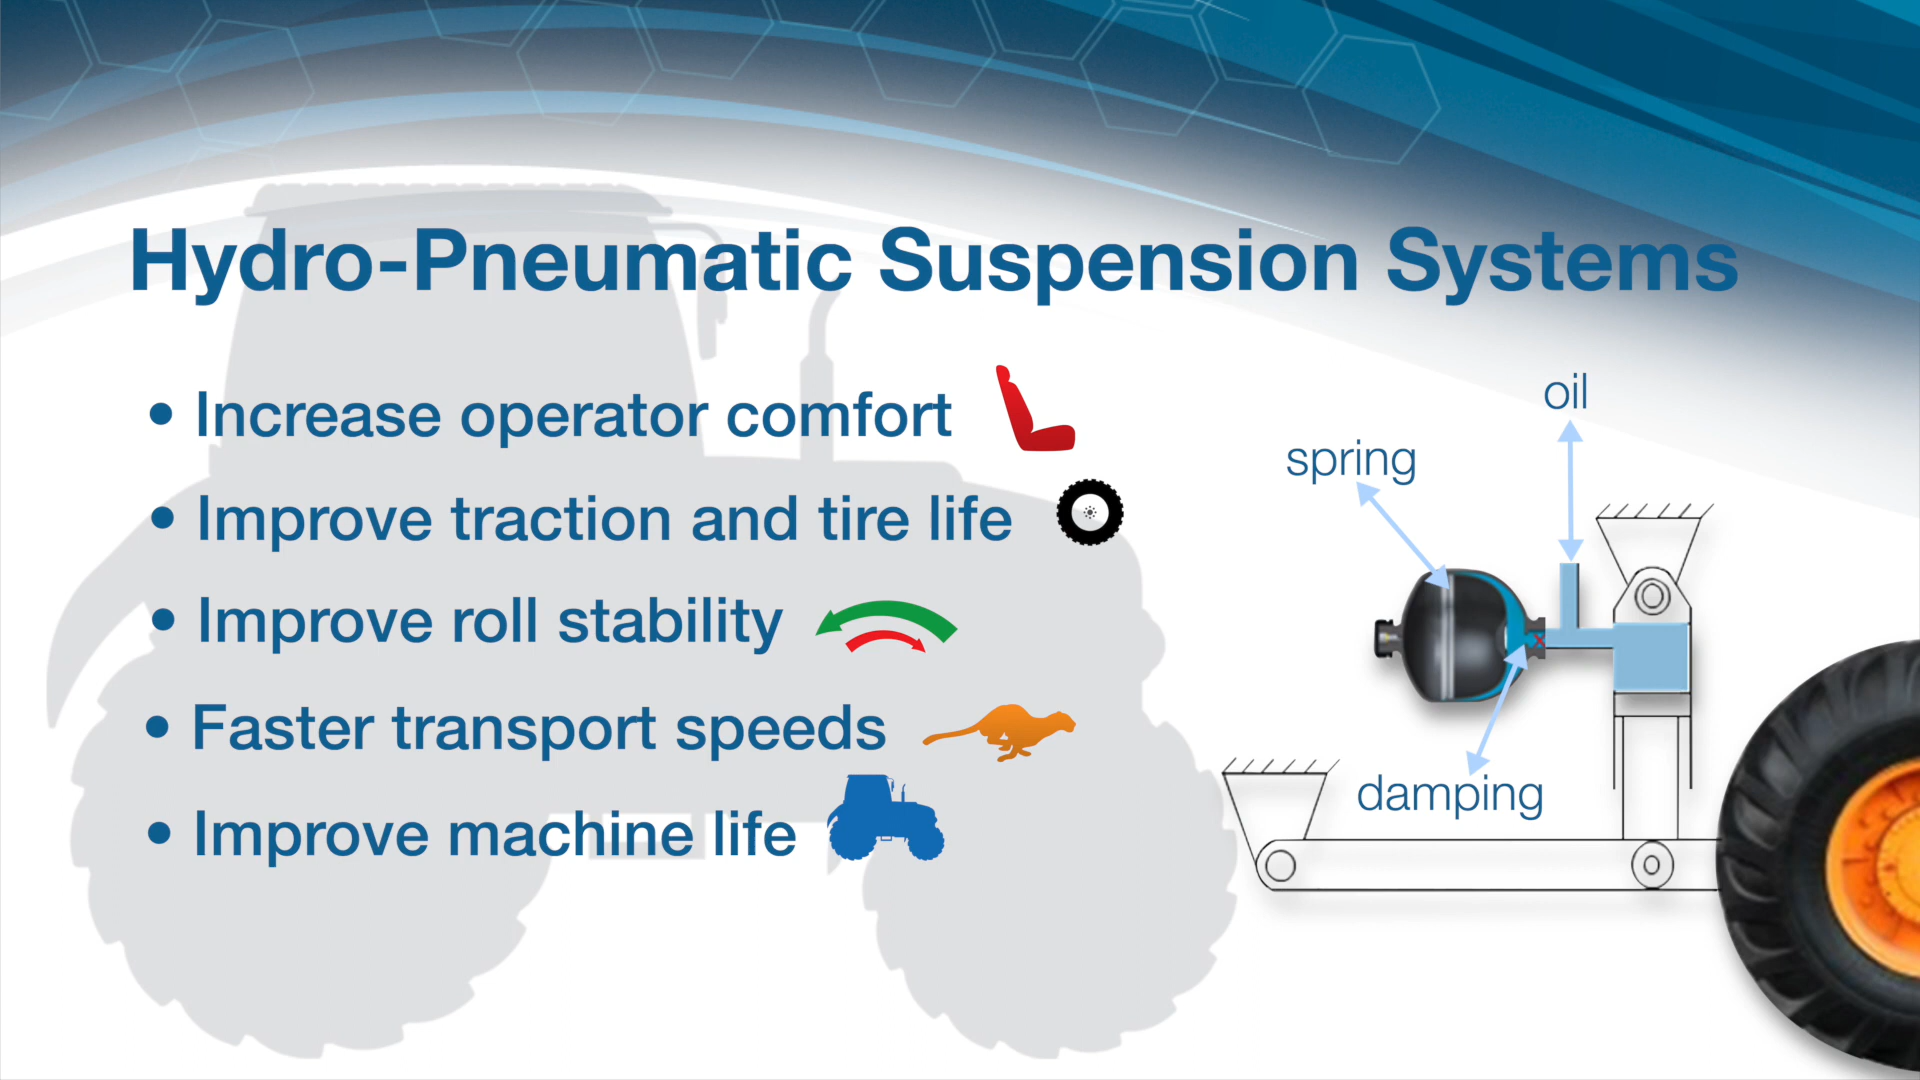 Hydro-Pneumatic Suspension Systems
• Increase operator comfort
• Improve traction and tire life
• Improve roll stability
• Faster transport speeds
• Improve machine life
oil
spring
damping